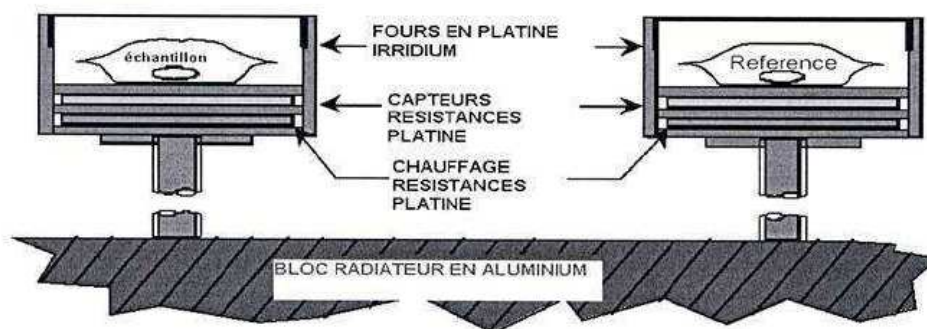 FOURS EN PLATINE
IRRIDIUM
échantillon
Reference
CAPTEURS
RESISTANCES
PLATINE
CHAUFFAGE
RESISTANCES
PLATINE
BLOC RADIATEUR EN ALUMINIUM